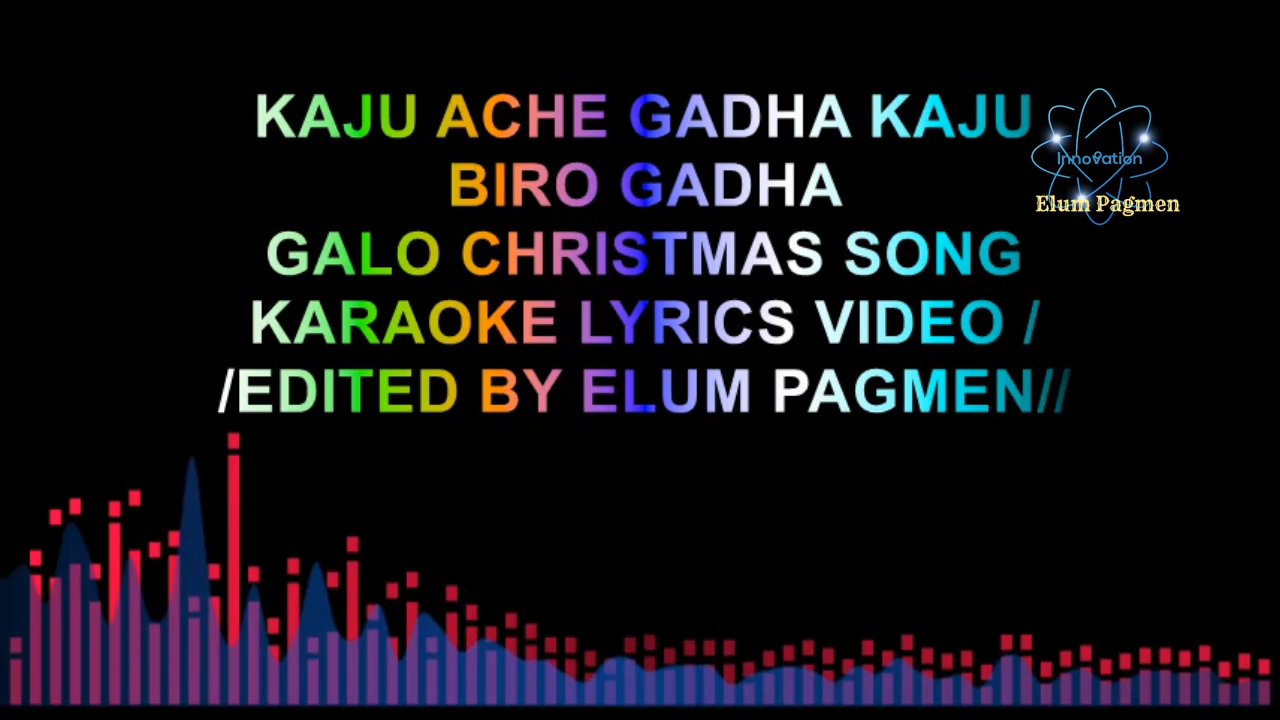 KAJU ACHE GADHA KAJU
BIRO GADHA
GALO CHRISTMAS SONG
KARAOKE LYRICS VIDEO /
/EDITED BY ELUM PAGMEN//
Innovation
Elum Pagmen